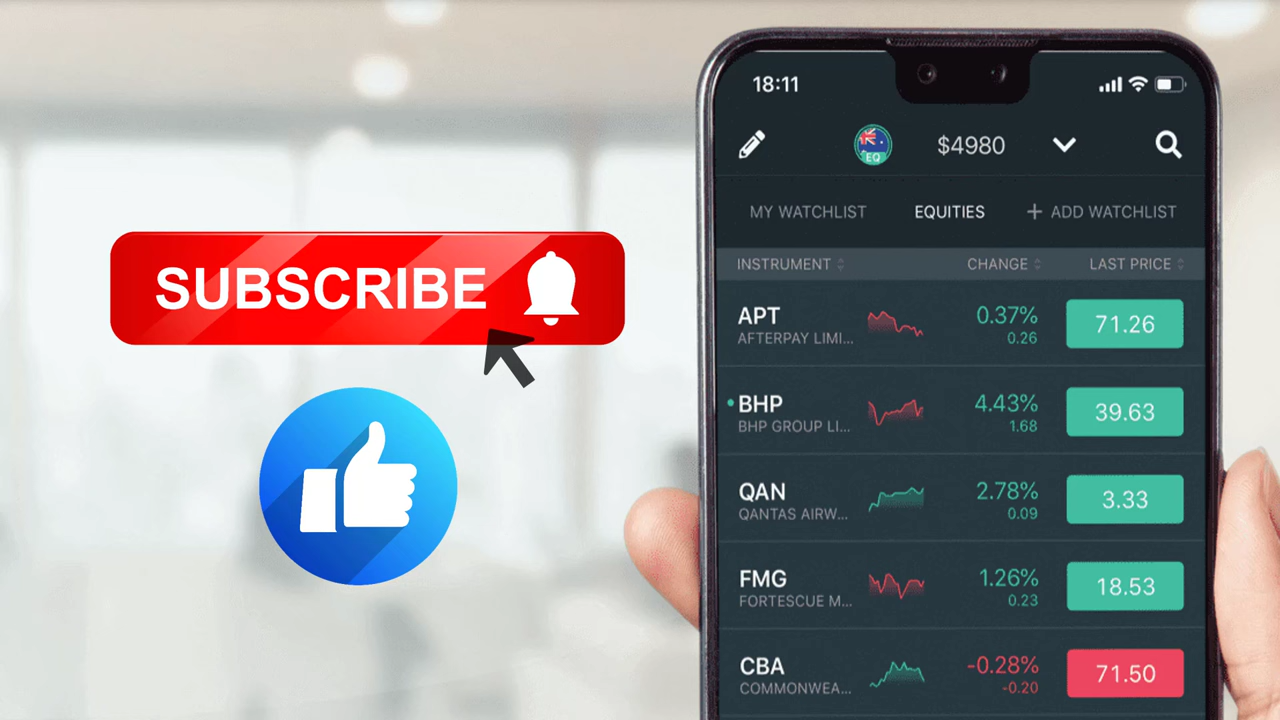 SUBSCRIBE
18:11
EQ
$4980
MY WATCHLIST
EQUITIES
+ ADD WATCHLIST
INSTRUMENT
CHANGE
LAST PRICE
APT
AFTERPAY LIMI...
0.37%
0.26
71.26
BHP
BHP GROUP LI...
4.43%
1.68
39.63
QAN
QANTAS AIRW...
2.78%
0.09
3.33
FMG
FORTESCUE M...
1.26%
0.23
18.53
CBA
COMMONWEA...
-0.28%
-0.20
71.50